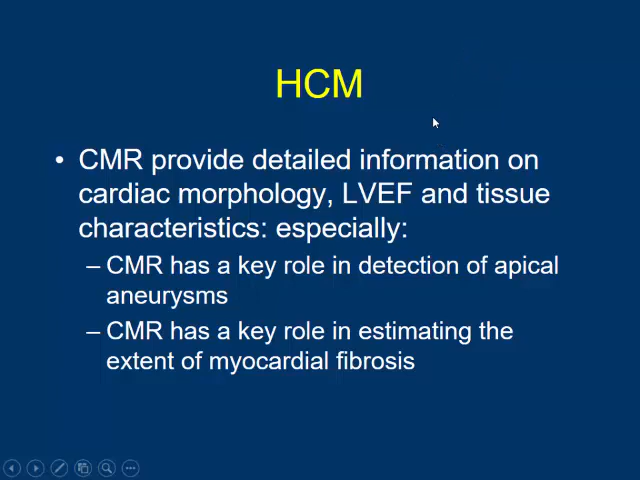 HCM
• CMR provide detailed information on
cardiac morphology, LVEF and tissue
characteristics: especially:
– CMR has a key role in detection of apical
aneurysms
– CMR has a key role in estimating the
extent of myocardial fibrosis